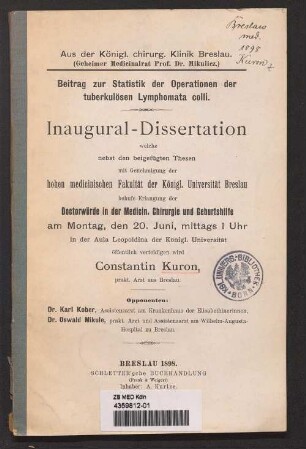 Breslau
med.
1898
Kuron
Aus der Königl. chirurg. Klinik Breslau.
(Geheimer Medicinalrat Prof. Dr. Mikulicz.)
Beitrag zur Statistik der Operationen der
tuberkulösen Lymphomata colli.
Inaugural-Dissertation
welche
nebst den beigefügten Thesen
mit Genehmigung der
hohen medicinischen Fakultät der Königl. Universität Breslau
behufs Erlangung der
Doctorwürde in der Medicin, Chirurgie und Geburtshilfe
am Montag, den 20. Juni, mittags 1 Uhr
in der Aula Leopoldina der Königl. Universität
öffentlich verteidigen wird
Constantin Kuron,
prakt. Arzt aus Breslau.
Opponenten:
Dr. Karl Kober, Assistenzarzt am Krankenhaus der Elisabethinerinnen.
Dr. Oswald Niksle, prakt. Arzt und Assistenzarzt am Wilhelm-Augusta-
Hospital zu Breslau.
BRESLAU 1898.
SCHLETTER'sche BUCHHANDLUNG
Inhaber: A. Kurtze.
ZB MED Köln
4359812-01